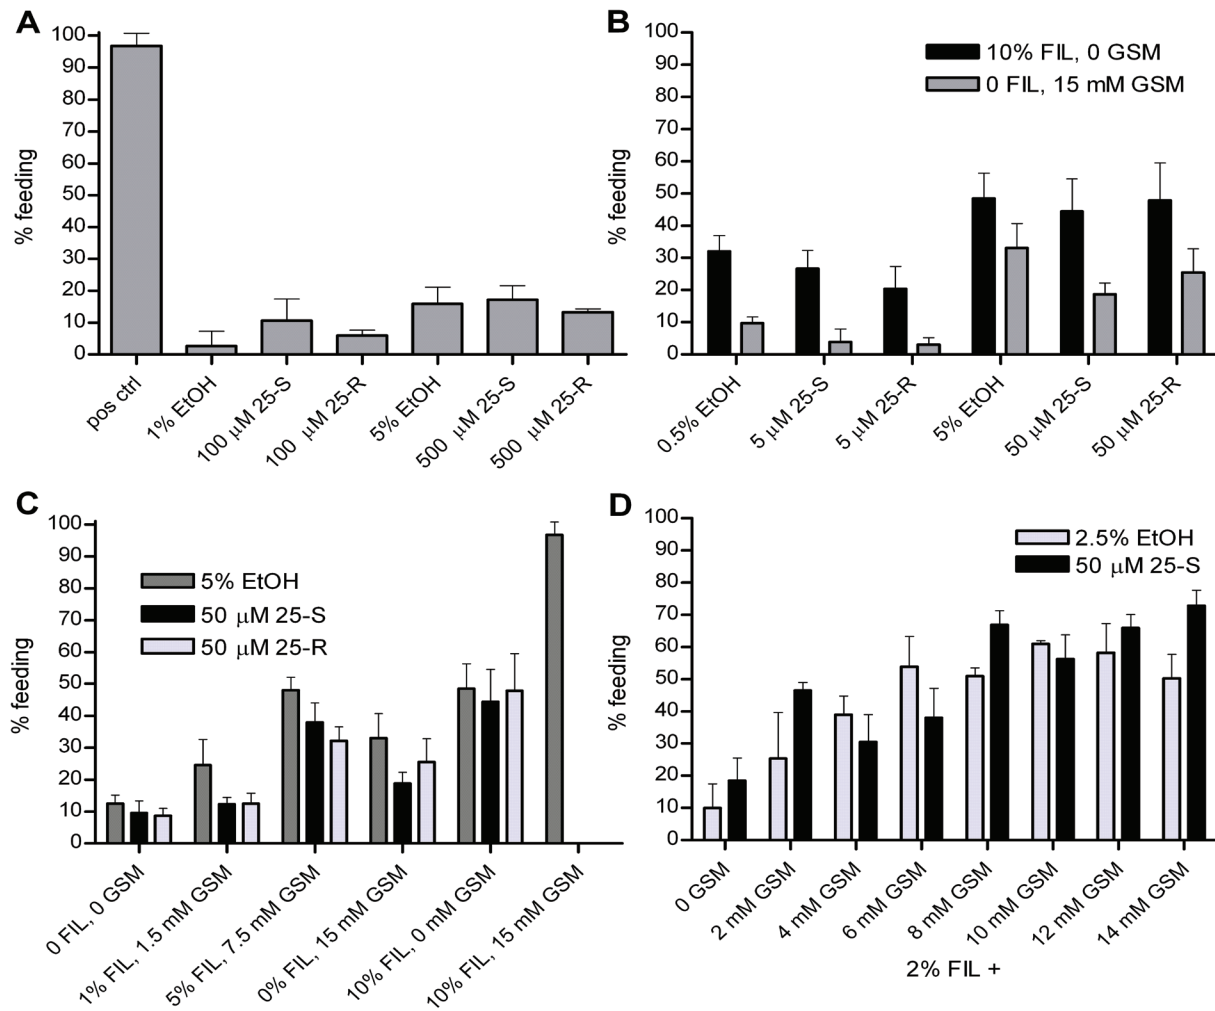 A
% feeding
100
90
80
70
60
50
40
30
20
10
0
pos ctrl
1% EtOH
100 μM 25-S
100 μM 25-R
5% EtOH
500 μM 25-S
500 μM 25-R
B
% feeding
100
90
80
70
60
50
40
30
20
10
0
10% FIL, 0 GSM
0 FIL, 15 mM GSM
0.5% EtOH
5 μM 25-S
5 μM 25-R
5% EtOH
50 μM 25-S
50 μM 25-R
C
% feeding
100
90
80
70
60
50
40
30
20
10
0
5% EtOH
50 μM 25-S
50 μM 25-R
0 FIL, 0 GSM
1% FIL, 1.5 mM GSM
5% FIL, 7.5 mM GSM
0% FIL, 15 mM GSM
10% FIL, 0 mM GSM
10% FIL, 15 mM GSM
D
% feeding
100
90
80
70
60
50
40
30
20
10
0
2.5% EtOH
50 μM 25-S
0 GSM
2 mM GSM
4 mM GSM
6 mM GSM
8 mM GSM
10 mM GSM
12 mM GSM
14 mM GSM
2% FIL +